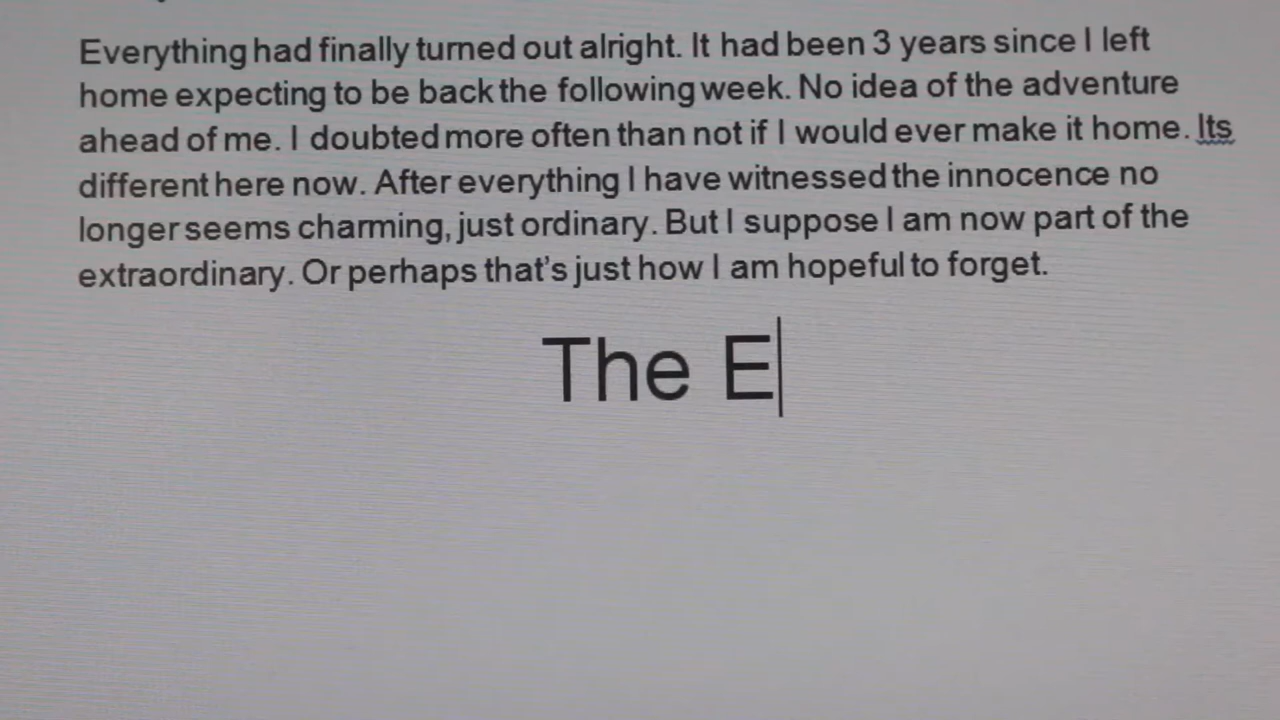 Everything had finally turned out alright. It had been 3 years since I left
home expecting to be back the following week. No idea of the adventure
ahead of me. I doubted more often than not if I would ever make it home. Its
different here now. After everything I have witnessed the innocence no
longer seems charming, just ordinary. But I suppose I am now part of the
extraordinary. Or perhaps that's just how I am hopeful to forget.
The E